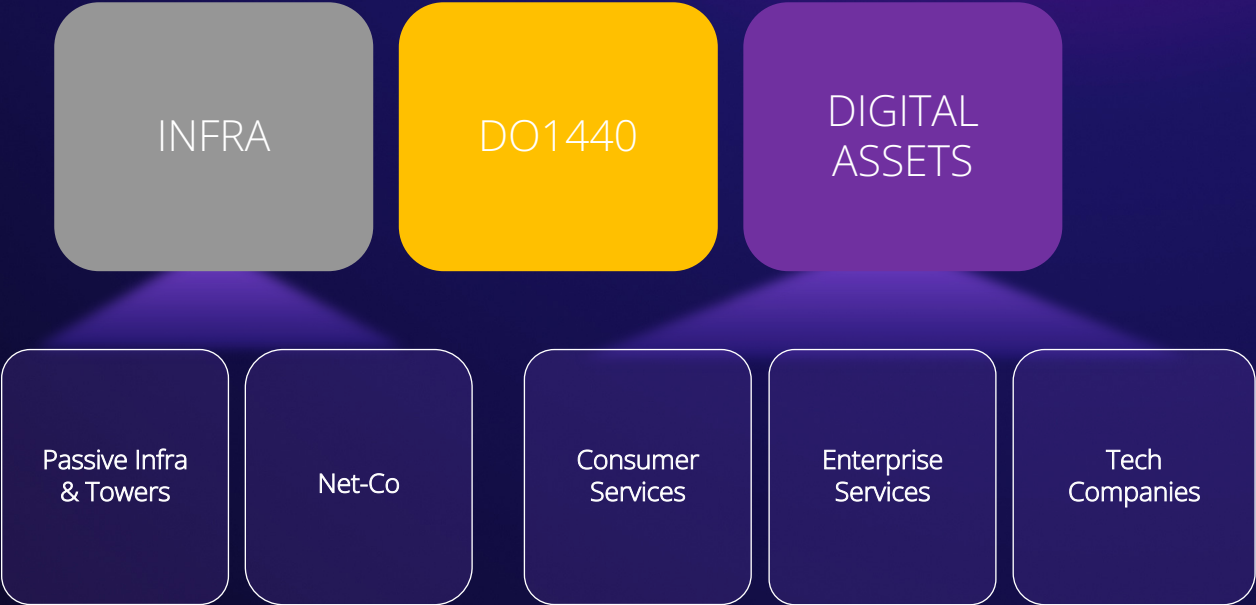 INFRA
DO1440
DIGITAL
ASSETS
Passive Infra
& Towers
Net-Co
Consumer
Services
Enterprise
Services
Tech
Companies